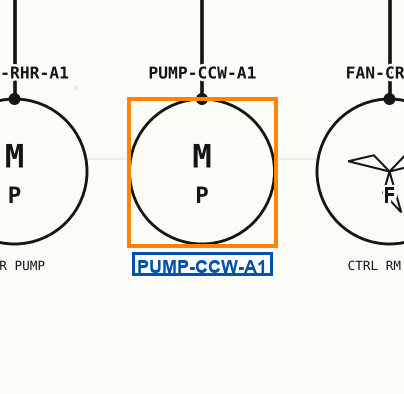 -RHR-A1 PUMP-CCW-A1 FAN-CR
M M
P P F
R PUMP PUMP-CCW-A1 CTRL RM